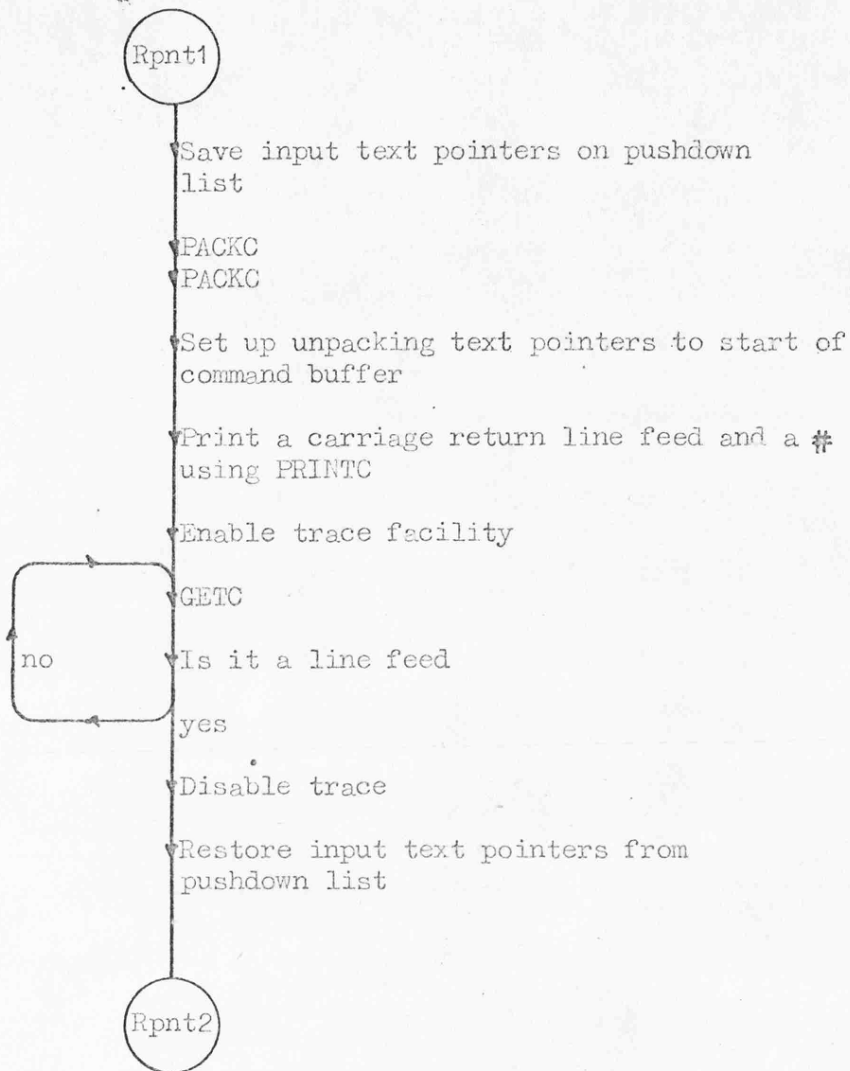 Rpnt1
Save input text pointers on pushdown
list
PACKC
PACKC
Set up unpacking text pointers to start of
command buffer
Print a carriage return line feed and a #
using PRINTC
Enable trace facility
GETC
no
Is it a line feed
yes
Disable trace
Restore input text pointers from
pushdown list
Rpnt2